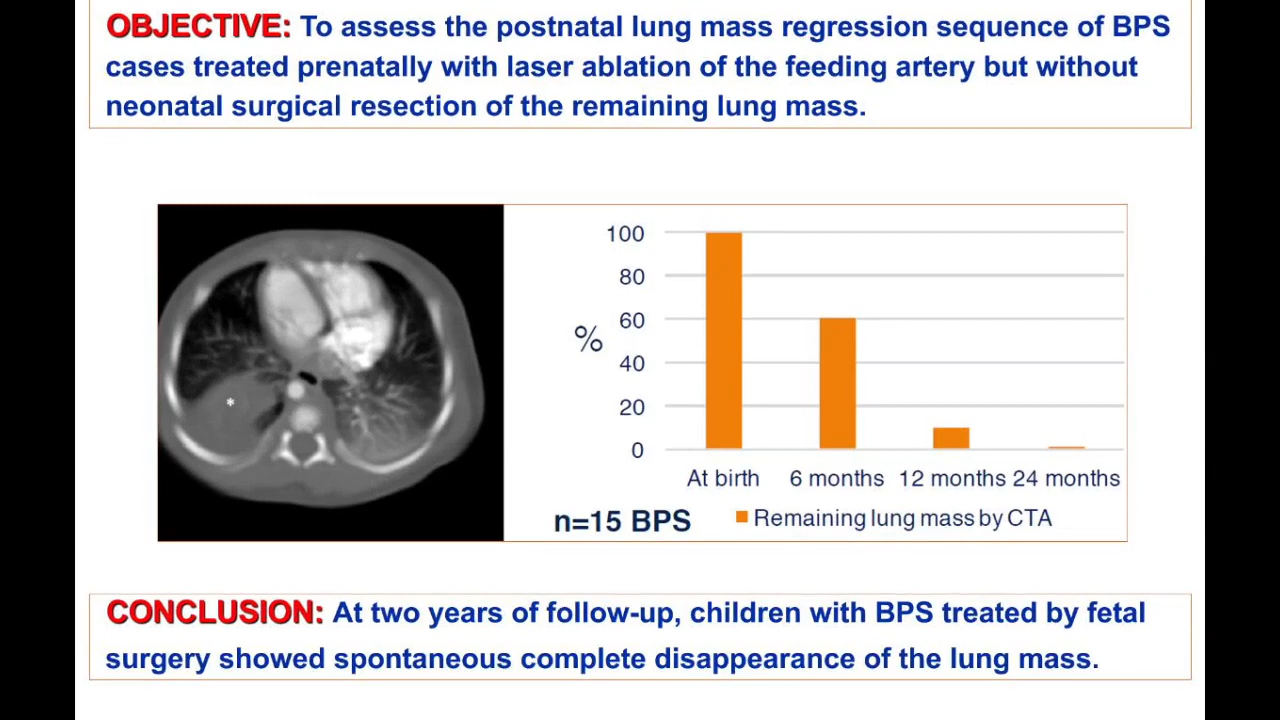 OBJECTIVE: To assess the postnatal lung mass regression sequence of BPS
cases treated prenatally with laser ablation of the feeding artery but without
neonatal surgical resection of the remaining lung mass.
100
80
60
%
40
20
0
*
At birth 6 months 12 months 24 months
n=15 BPS
Remaining lung mass by CTA
CONCLUSION: At two years of follow-up, children with BPS treated by fetal
surgery showed spontaneous complete disappearance of the lung mass.